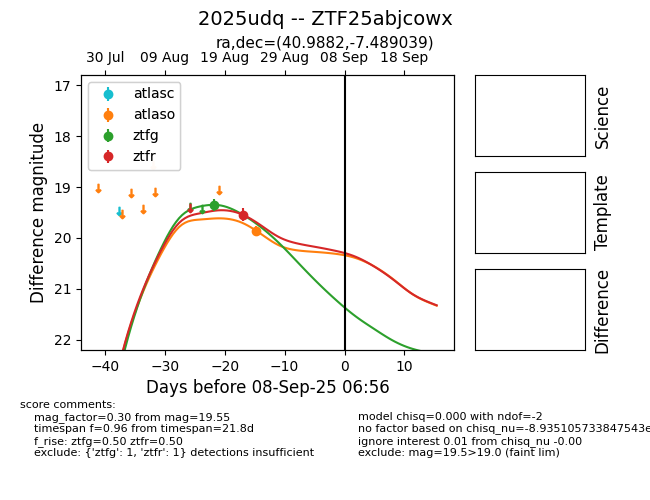 2025udq -- ZTF25abjcowx
ra,dec=(40.9882,-7.489039)
30 Jul 09 Aug 19 Aug 29 Aug 08 Sep 18 Sep
17
18
19
20
21
22
Difference magnitude
atlasc
atlaso
ztfg
ztfr
−40 −30 −20 −10 0 10
Days before 08-Sep-25 06:56
Science
Template
Difference
score comments:
mag_factor=0.30 from mag=19.55
timespan f=0.96 from timespan=21.8d
f_rise: ztfg=0.50 ztfr=0.50
exclude: {'ztfg': 1, 'ztfr': 1} detections insufficient
model chisq=0.000 with ndof=-2
no factor based on chisq_nu=-8.935105733847543e
ignore interest 0.01 from chisq_nu -0.00
exclude: mag=19.5>19.0 (faint lim)